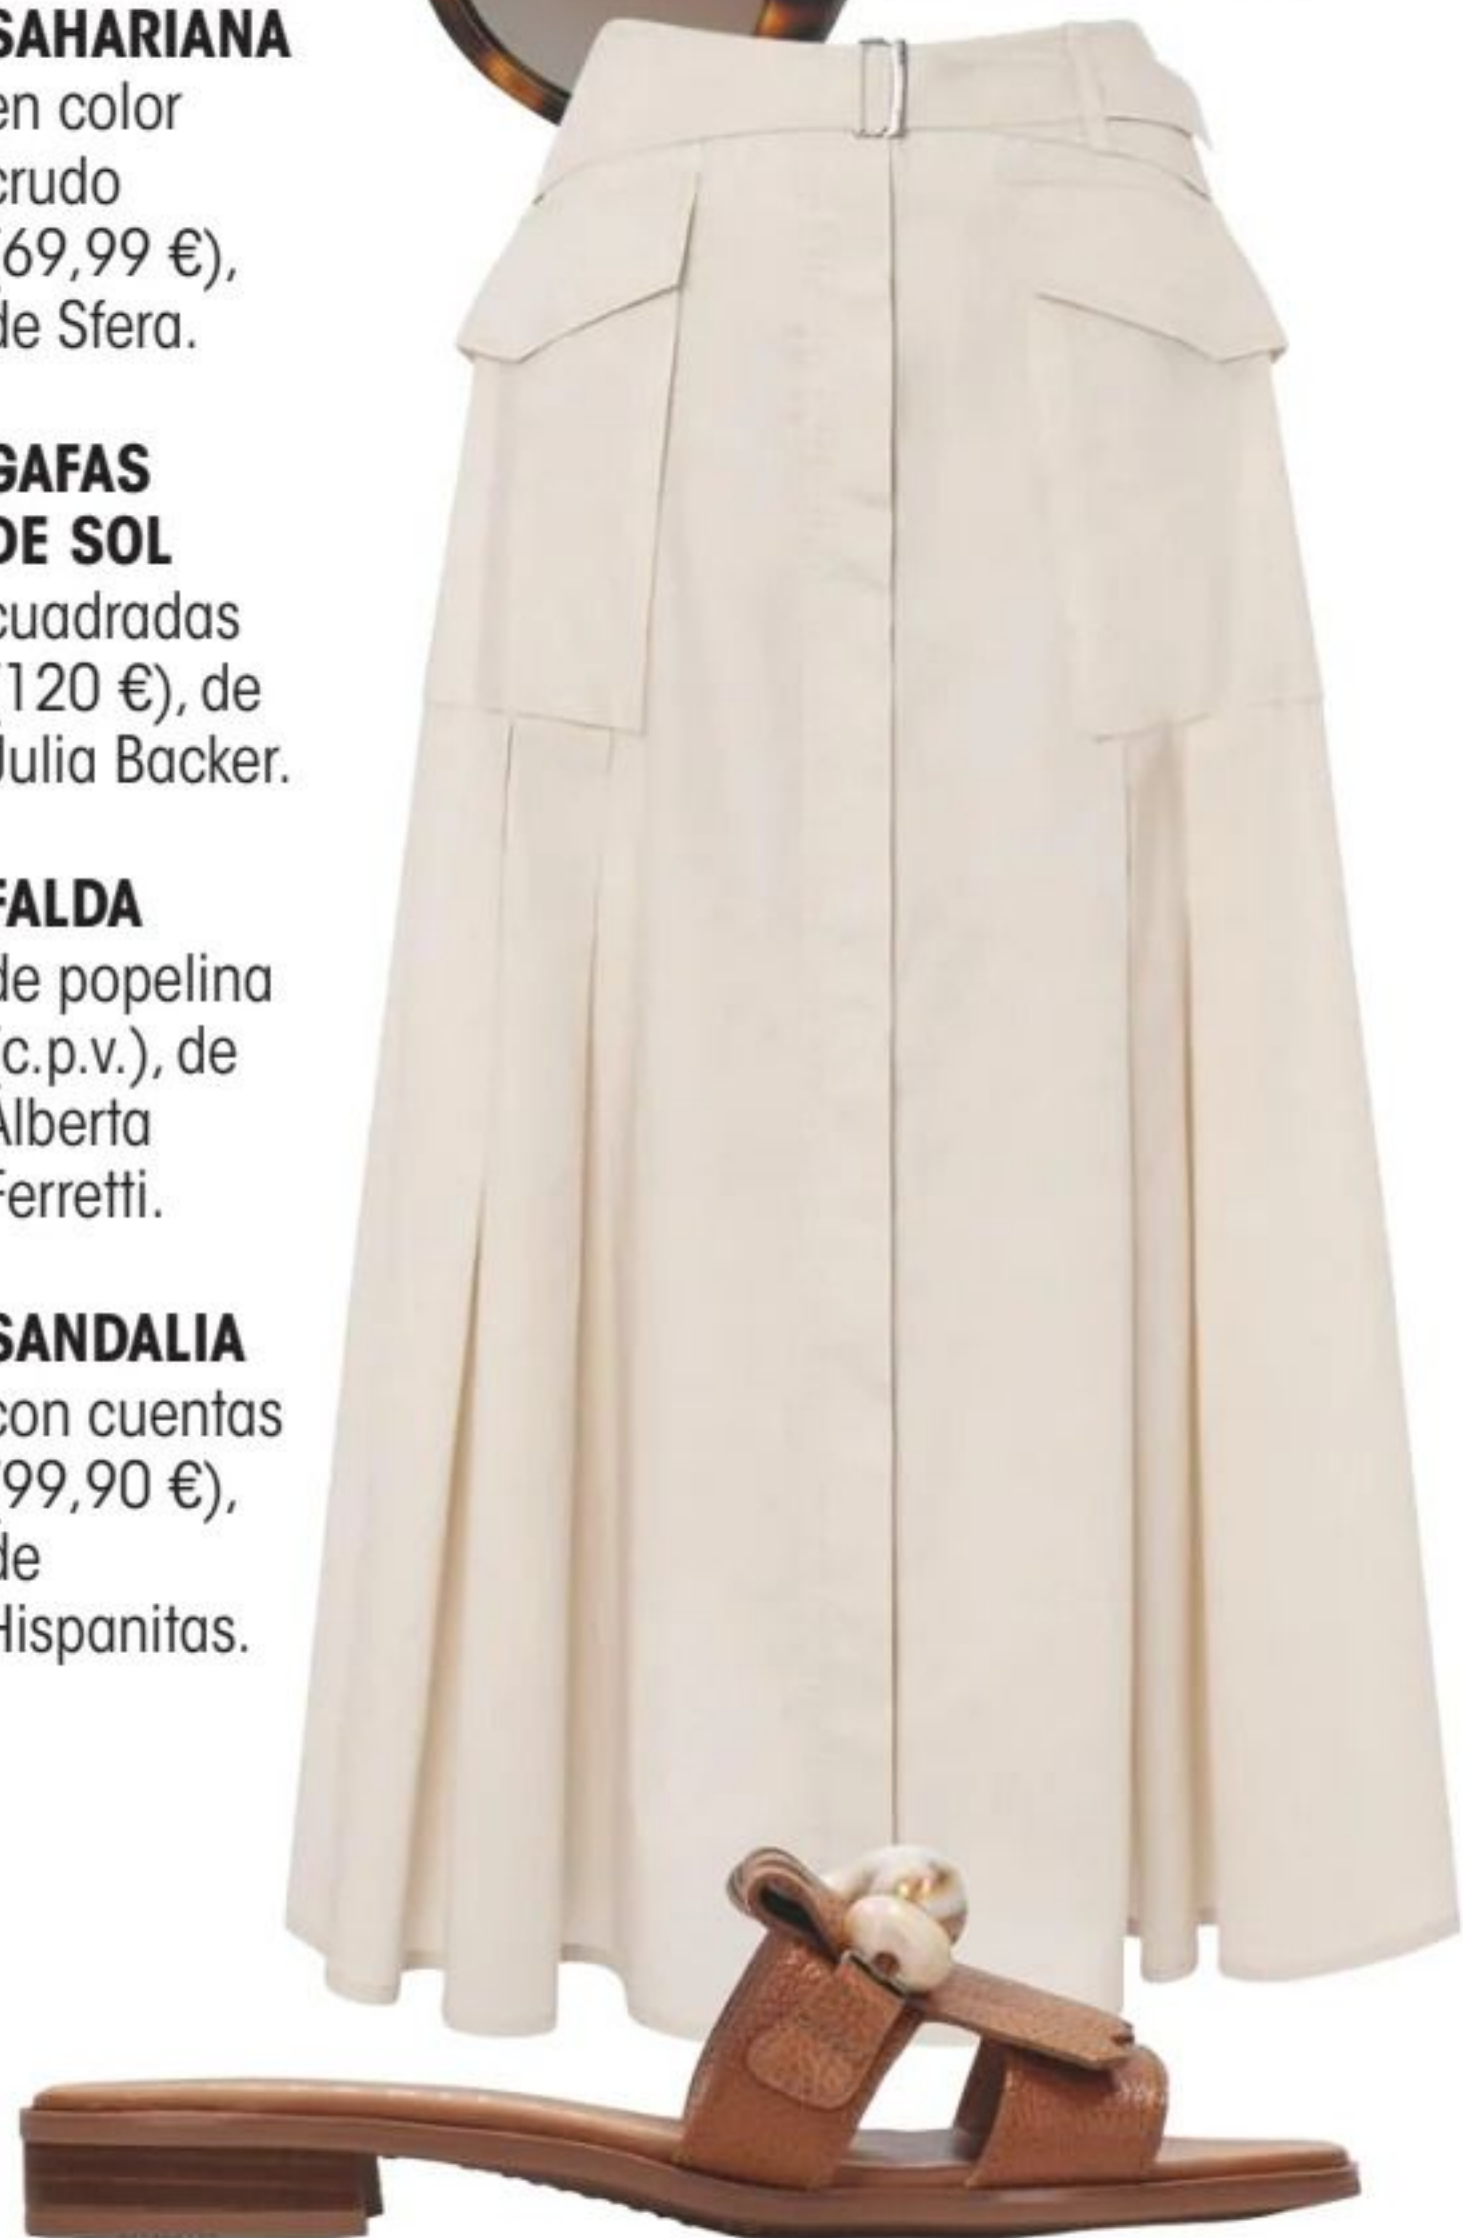 SAHARIANA
en color
crudo
(69,99 €),
de Sfera.
GAFAS
DE SOL
cuadradas
(120 €), de
Julia Backer.
FALDA
de popelina
(c.p.v.), de
Alberta
Ferretti.
SANDALIA
con cuentas
(99,90 €),
de
Hispanitas.